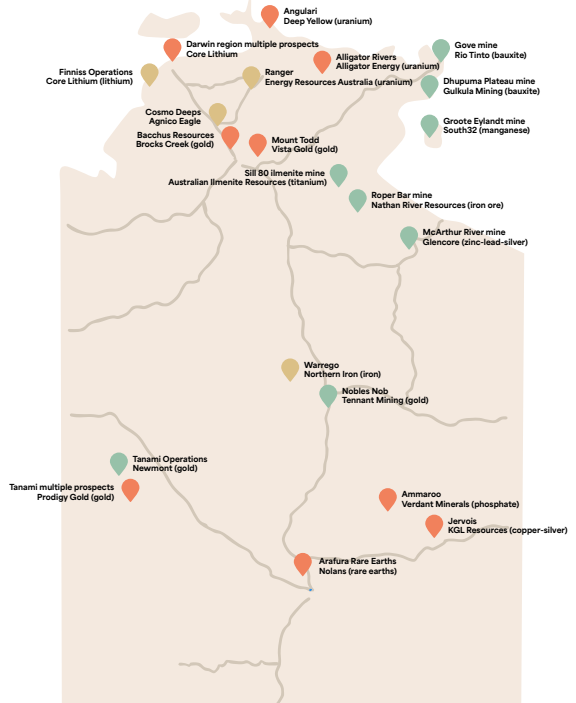 Angulari
Deep Yellow (uranium)
Darwin region multiple prospects
Core Lithium
Gove mine
Rio Tinto (bauxite)
Alligator Rivers
Alligator Energy (uranium)
Finniss Operations
Core Lithium (lithium)
Ranger
Energy Resources Australia (uranium)
Dhupuma Plateau mine
Gulkula Mining (bauxite)
Cosmo Deeps
Agnico Eagle
Groote Eylandt mine
South32 (manganese)
Bacchus Resources
Brocks Creek (gold)
Mount Todd
Vista Gold (gold)
Sill 80 ilmenite mine
Australian Ilmenite Resources (titanium)
Roper Bar mine
Nathan River Resources (iron ore)
McArthur River mine
Glencore (zinc-lead-silver)
Warrego
Northern Iron (iron)
Nobles Nob
Tennant Mining (gold)
Tanami Operations
Newmont (gold)
Tanami multiple prospects
Prodigy Gold (gold)
Ammaroo
Verdant Minerals (phosphate)
Jervois
KGL Resources (copper-silver)
Arafura Rare Earths
Nolans (rare earths)